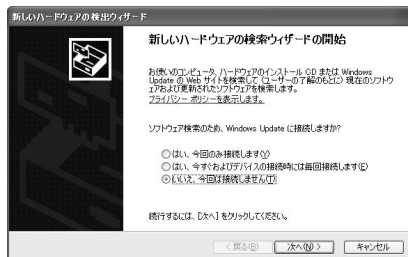 新しいハードウェアの検出ウィザード
新しいハードウェアの検索ウィザードの開始
お使いのコンピュータ、ハードウェアのインストール CD または Windows
Update の Web サイトを検索して (ユーザーの了解のもとに) 現在のソフトウ
ェアおよび更新されたソフトウェアを検索します。
プライバシー ポリシーを表示します。
ソフトウェア検索のため、Windows Update に接続しますか?
はい、今回のみ接続します(Y)
はい、今すぐおよびデバイスの接続時には毎回接続します(E)
いいえ、今回は接続しません(T)
続行するには、[次へ] をクリックしてください。
< 戻る(B)
次へ(N) >
キャンセル